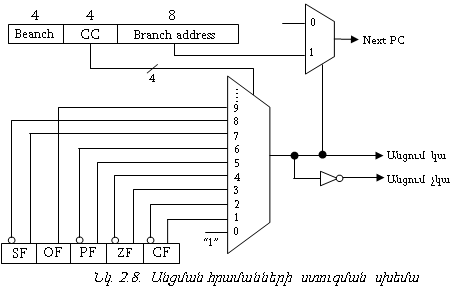 4 4 8
Beanch CC Branch address
0
1
Next PC
4
9
8
7
6
5
4
3
2
1
0
"1"
Անցում կա
Անցում չկա
SF OF PF ZF CF
Նկ. 2.8. Անցման հրամանների ստուգման սխեմա